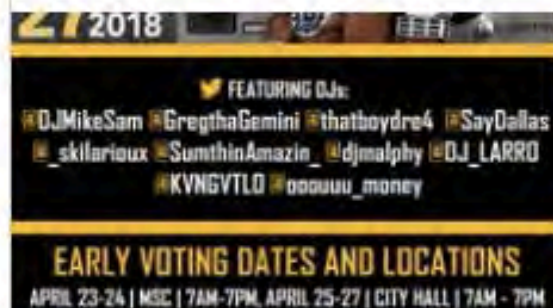 27 2018
FEATURING DJs:
@DJMikeSam @GregthaGemini @thatboydre4 @SayDallas
@_skilarioux @SumthinAmazin_ @djmalphy @DJ_LARRO
@KVNGVTLO @ooouuu_money
EARLY VOTING DATES AND LOCATIONS
APRIL 23-24 | MSC | 7AM-7PM, APRIL 25-27 | CITY HALL | 7AM - 7PM